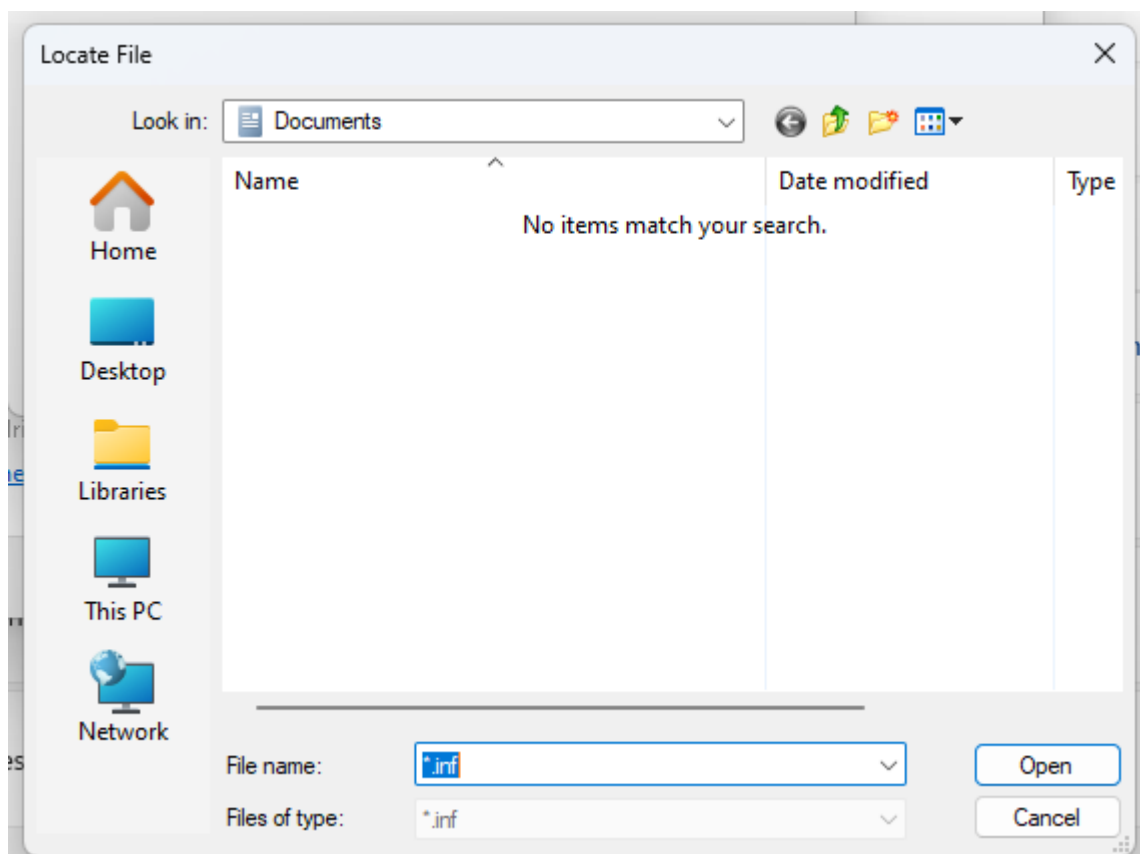 Locate File
Look in: Documents
Name Date modified Type
No items match your search.
Home
Desktop
Libraries
This PC
Network
File name: *.inf Open
Files of type: *.inf Cancel